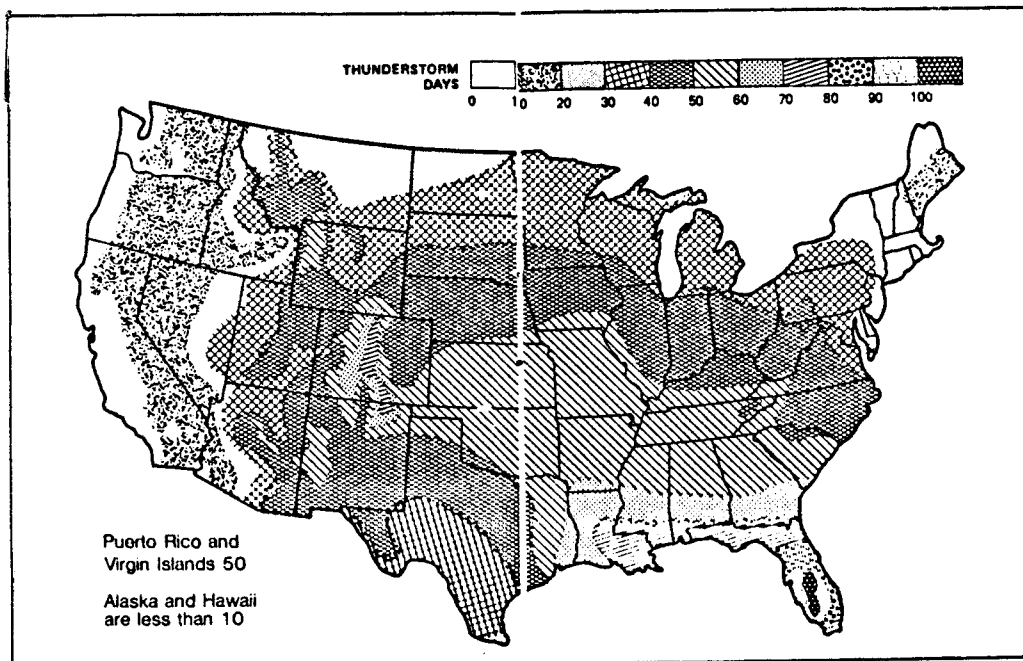 THUNDERSTORM
DAYS
0 10 20 30 40 50 60 70 80 90 100
Puerto Rico and
Virgin Islands 50
Alaska and Hawaii
are less than 10